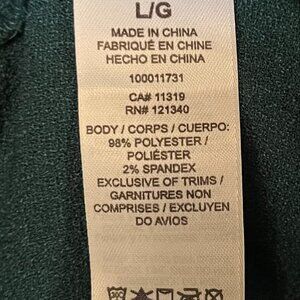 L/G
MADE IN CHINA
FABRIQUÉ EN CHINE
HECHO EN CHINA
100011731
CA# 11319
RN# 121340
BODY / CORPS / CUERPO:
98% POLYESTER /
POLIÉSTER
2% SPANDEX
EXCLUSIVE OF TRIMS /
GARNITURES NON
COMPRISES / EXCLUYEN
DO AVIOS